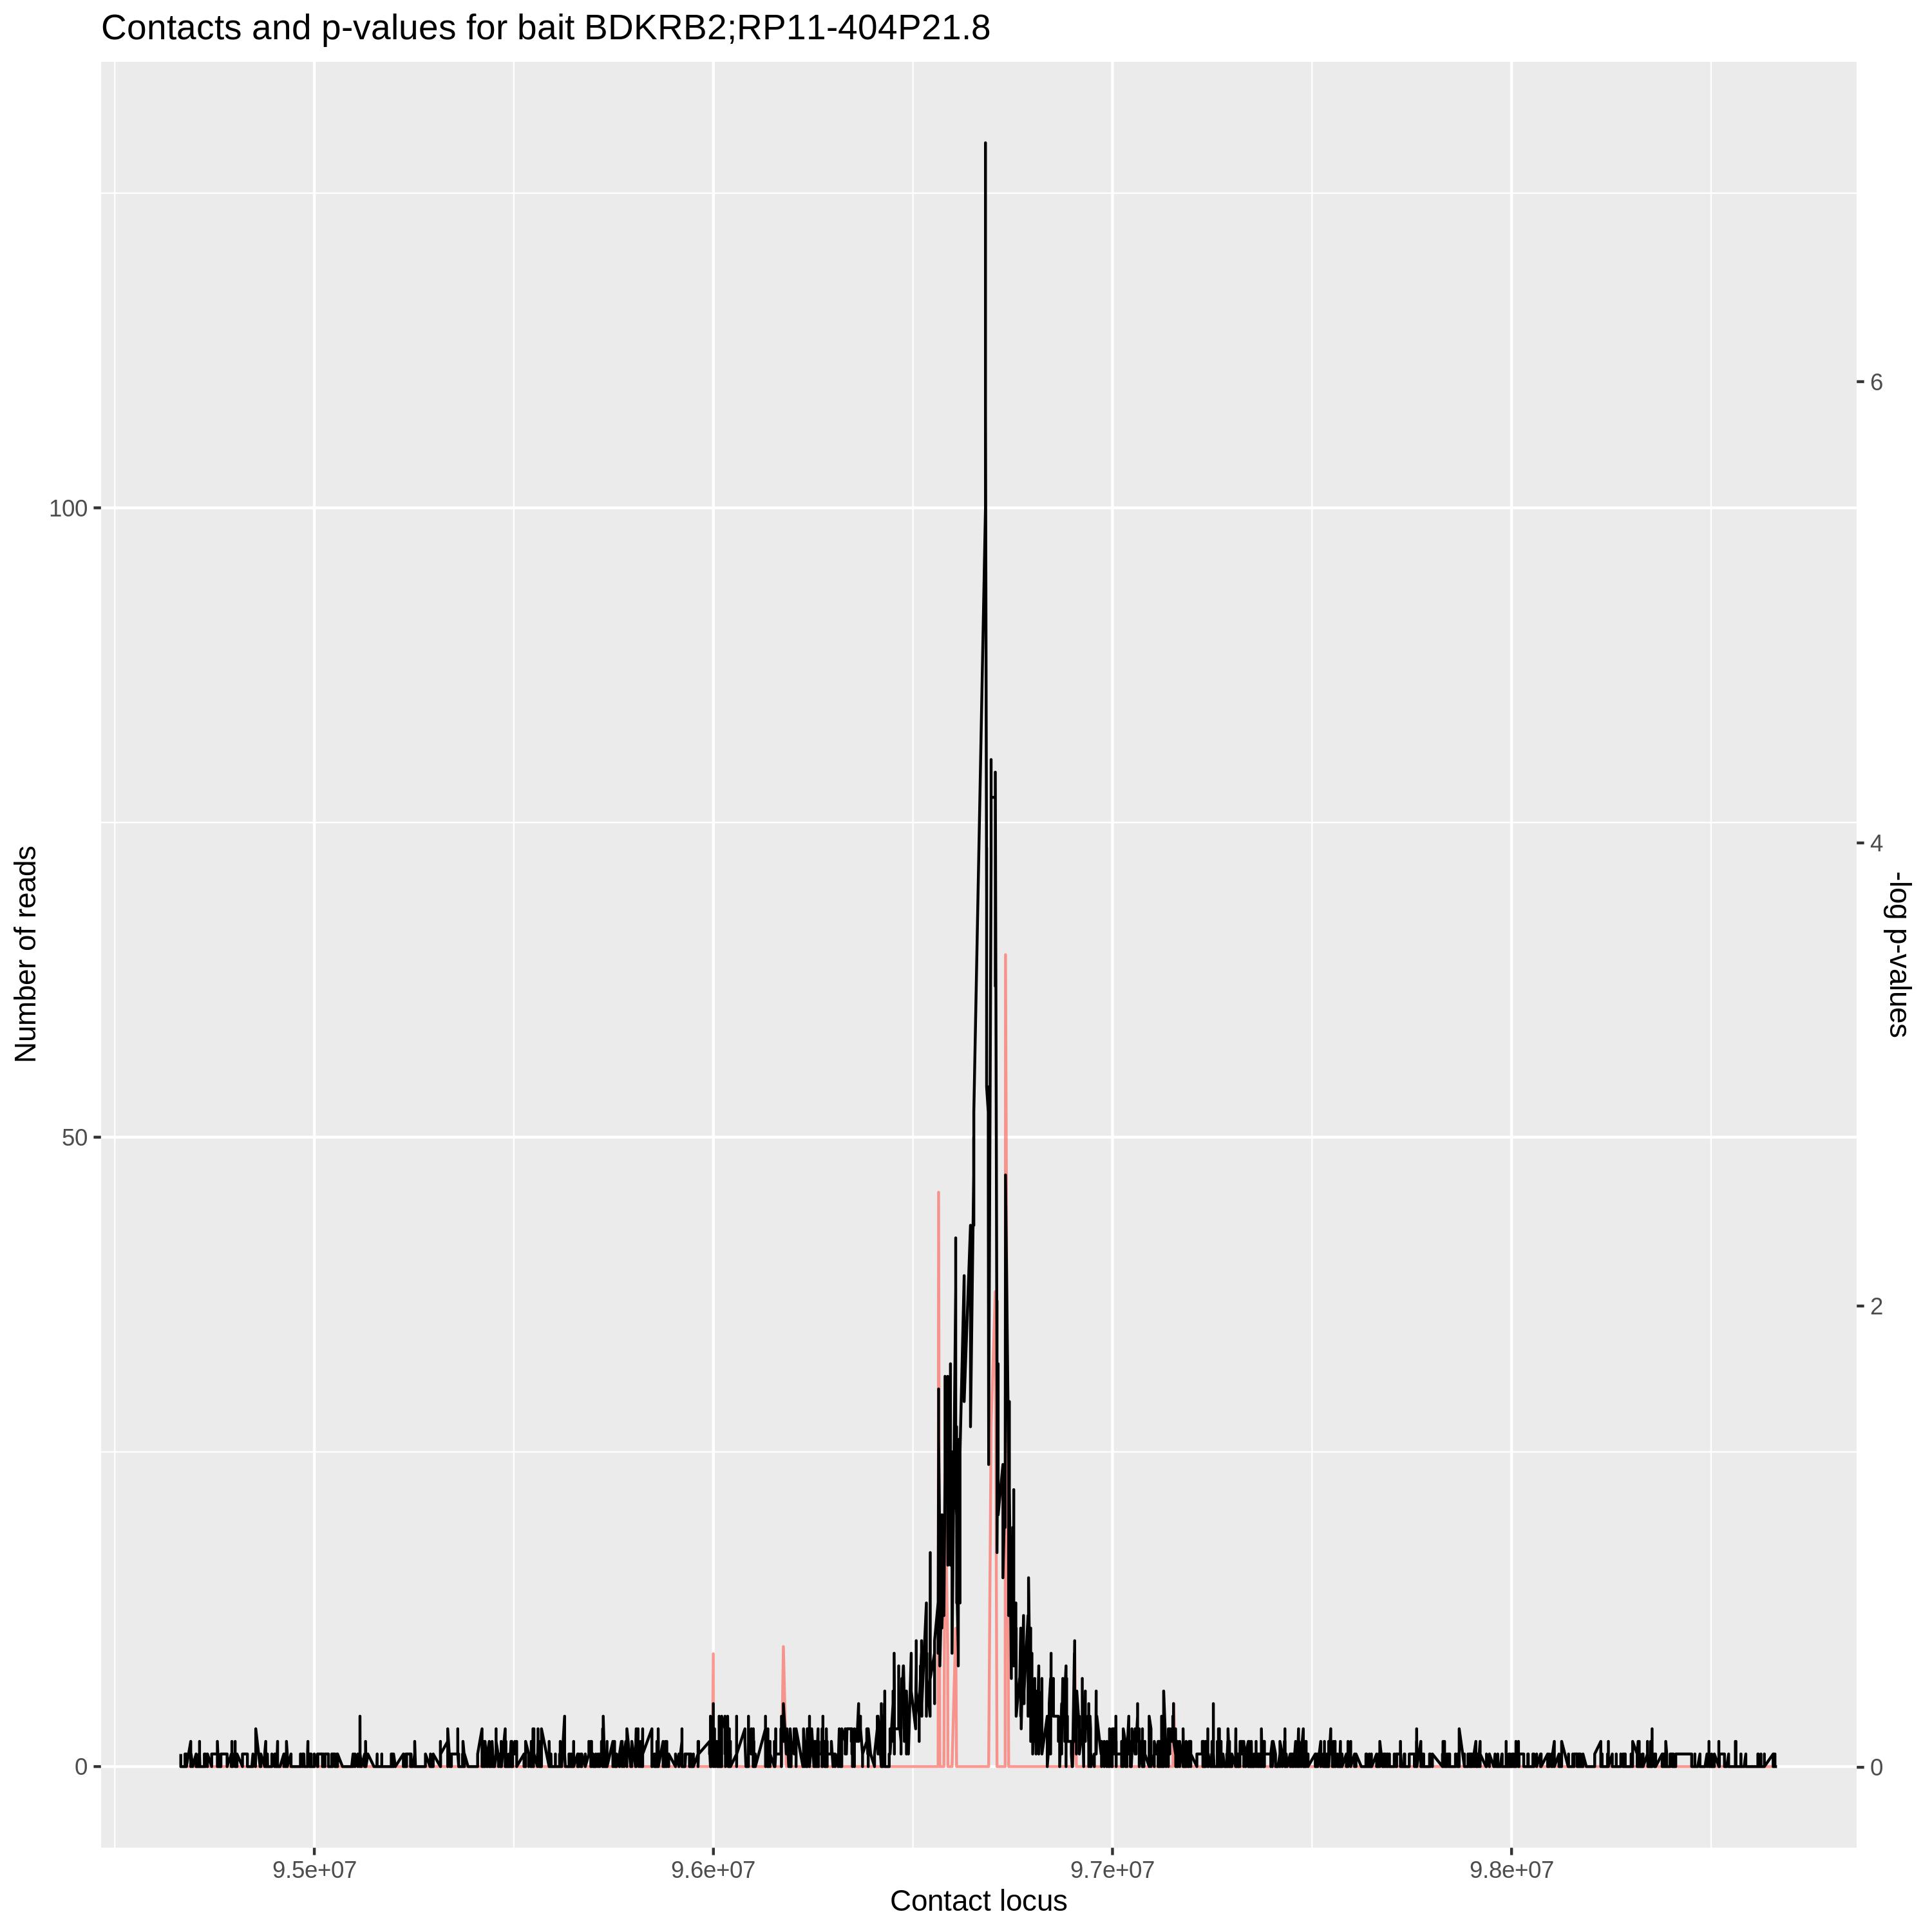 Contacts and p-values for bait BDKRB2;RP11-404P21.8
Number of reads
100
50
0
6
4
2
0
-log p-values
9.5e+07
9.6e+07
9.7e+07
9.8e+07
Contact locus